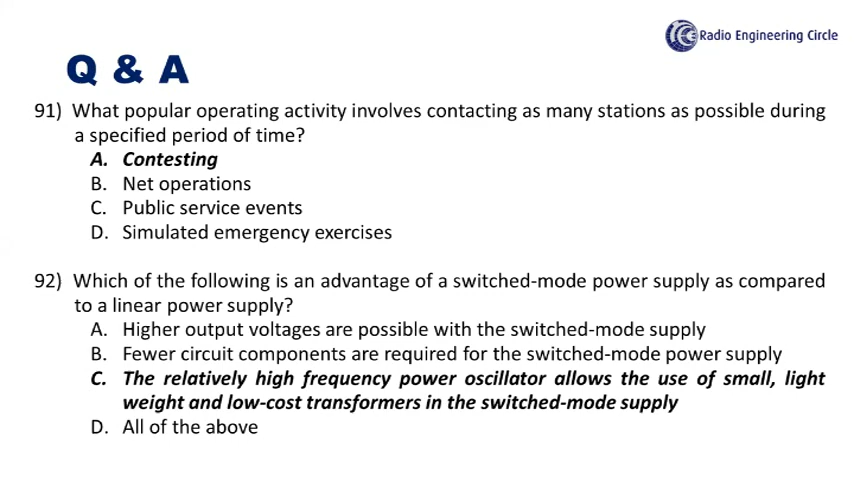 Radio Engineering Circle
Q & A
91) What popular operating activity involves contacting as many stations as possible during
a specified period of time?
A. Contesting
B. Net operations
C. Public service events
D. Simulated emergency exercises
92) Which of the following is an advantage of a switched-mode power supply as compared
to a linear power supply?
A. Higher output voltages are possible with the switched-mode supply
B. Fewer circuit components are required for the switched-mode power supply
C. The relatively high frequency power oscillator allows the use of small, light
weight and low-cost transformers in the switched-mode supply
D. All of the above